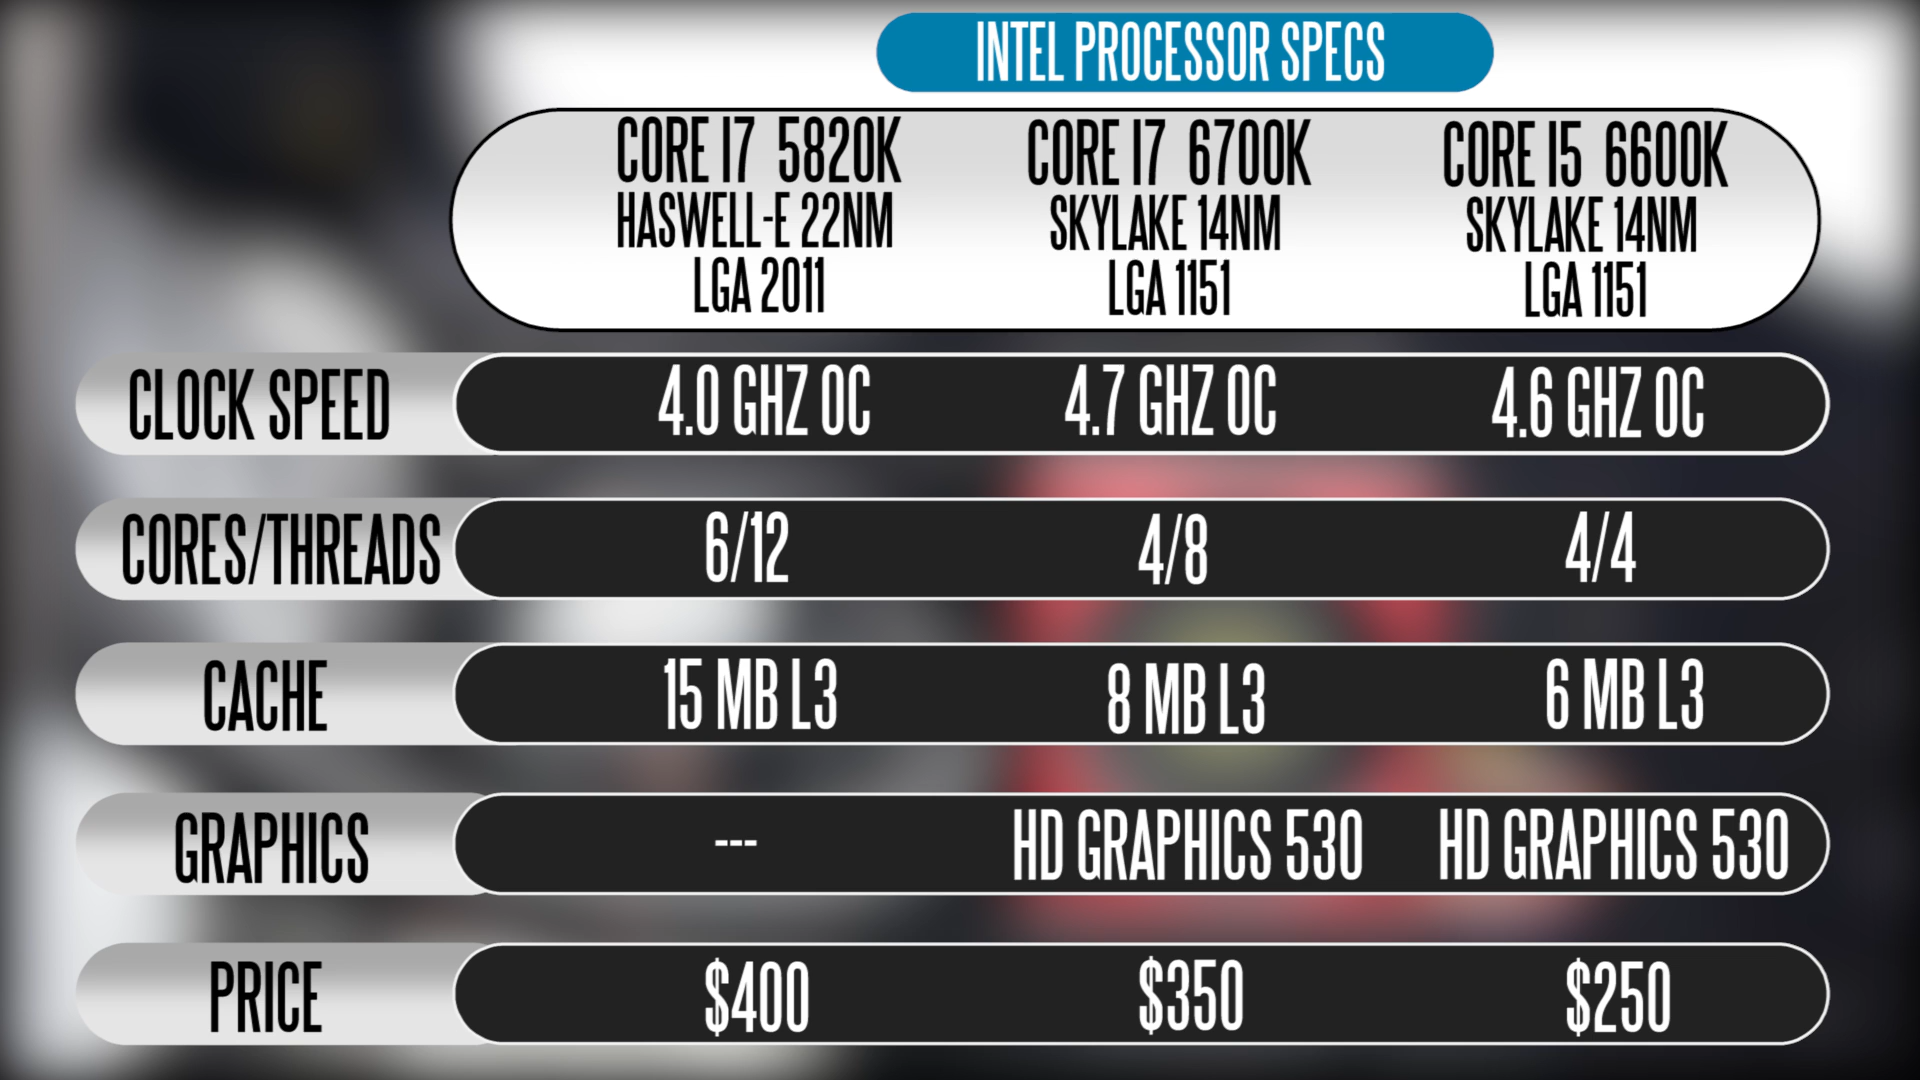 INTEL PROCESSOR SPECS
CORE I7 5820K CORE I7 6700K CORE I5 6600K
HASWELL-E 22NM SKYLAKE 14NM SKYLAKE 14NM
LGA 2011 LGA 1151 LGA 1151
CLOCK SPEED 4.0 GHZ OC 4.7 GHZ OC 4.6 GHZ OC
CORES/THREADS 6/12 4/8 4/4
CACHE 15 MB L3 8 MB L3 6 MB L3
GRAPHICS --- HD GRAPHICS 530 HD GRAPHICS 530
PRICE $400 $350 $250